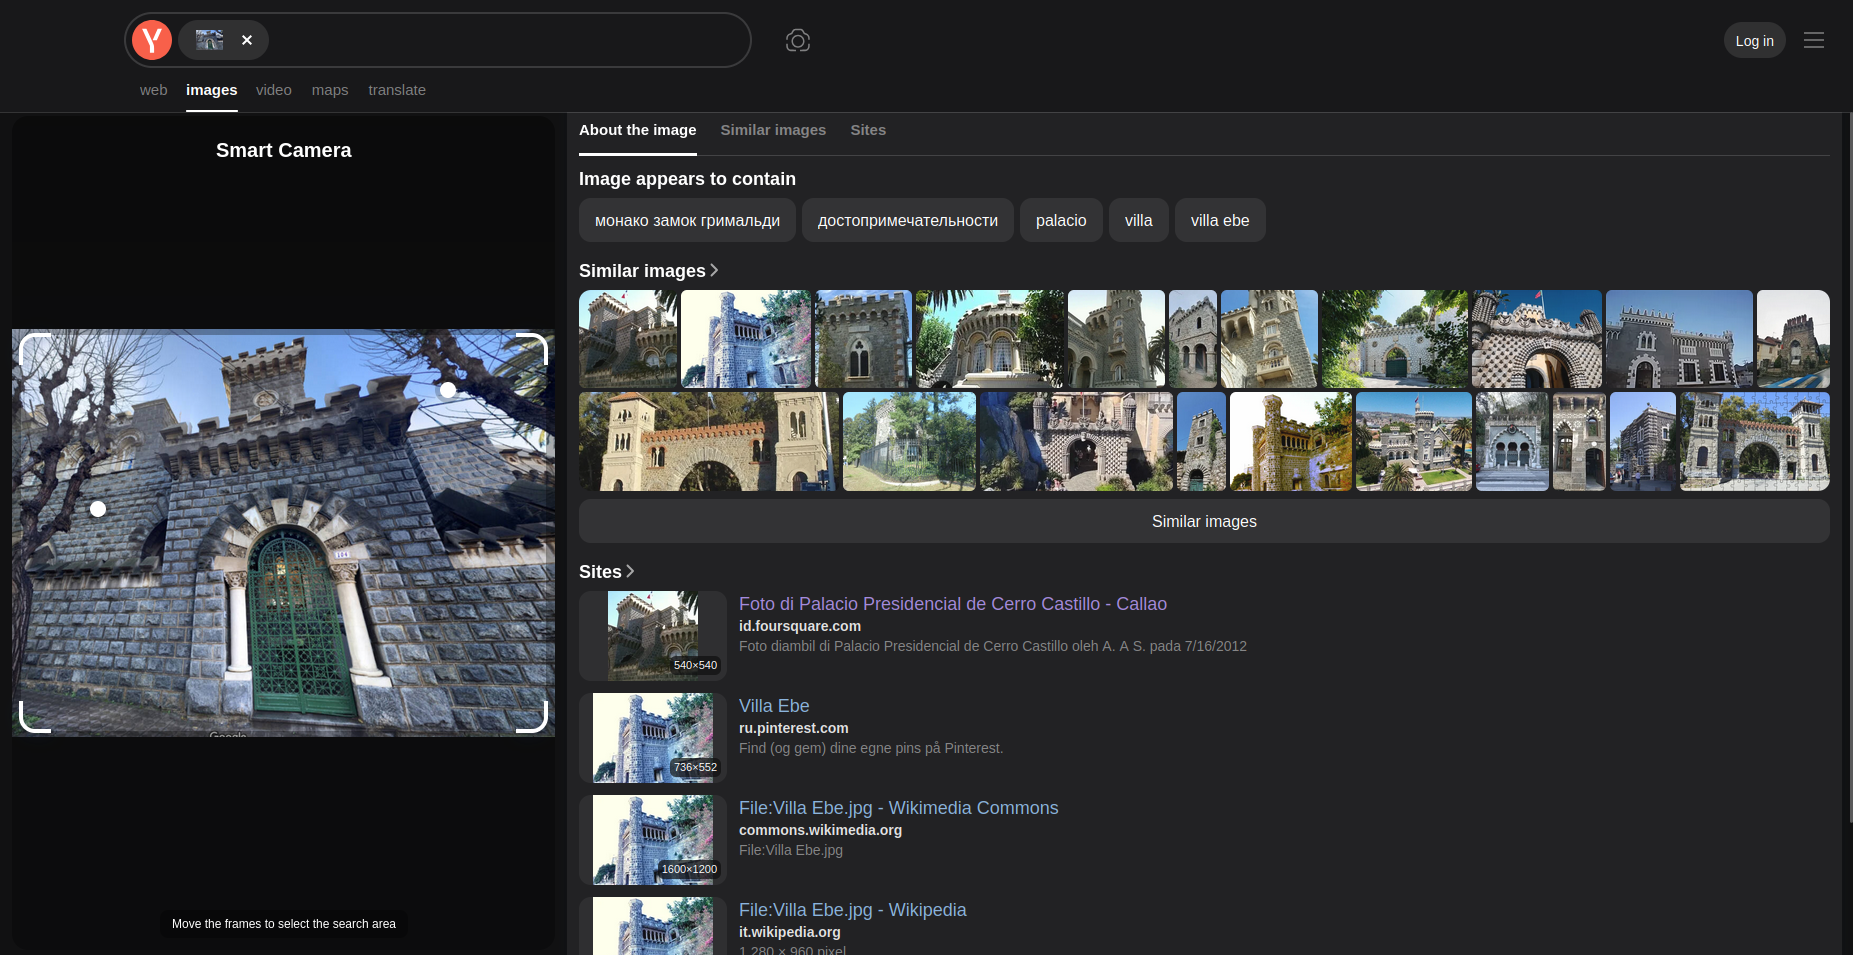 Y
Log in
web images video maps translate
Smart Camera
104
Google
Move the frames to select the search area
About the image Similar images Sites
Image appears to contain
монако замок гримальди достопримечательности palacio villa villa ebe
Similar images
Similar images
Sites
540×540
Foto di Palacio Presidencial de Cerro Castillo - Callao
id.foursquare.com
Foto diambil di Palacio Presidencial de Cerro Castillo oleh A. A S. pada 7/16/2012
736×552
Villa Ebe
ru.pinterest.com
Find (og gem) dine egne pins på Pinterest.
1600×1200
File:Villa Ebe.jpg - Wikimedia Commons
commons.wikimedia.org
File:Villa Ebe.jpg
File:Villa Ebe.jpg - Wikipedia
it.wikipedia.org
1 280 × 960 pixel